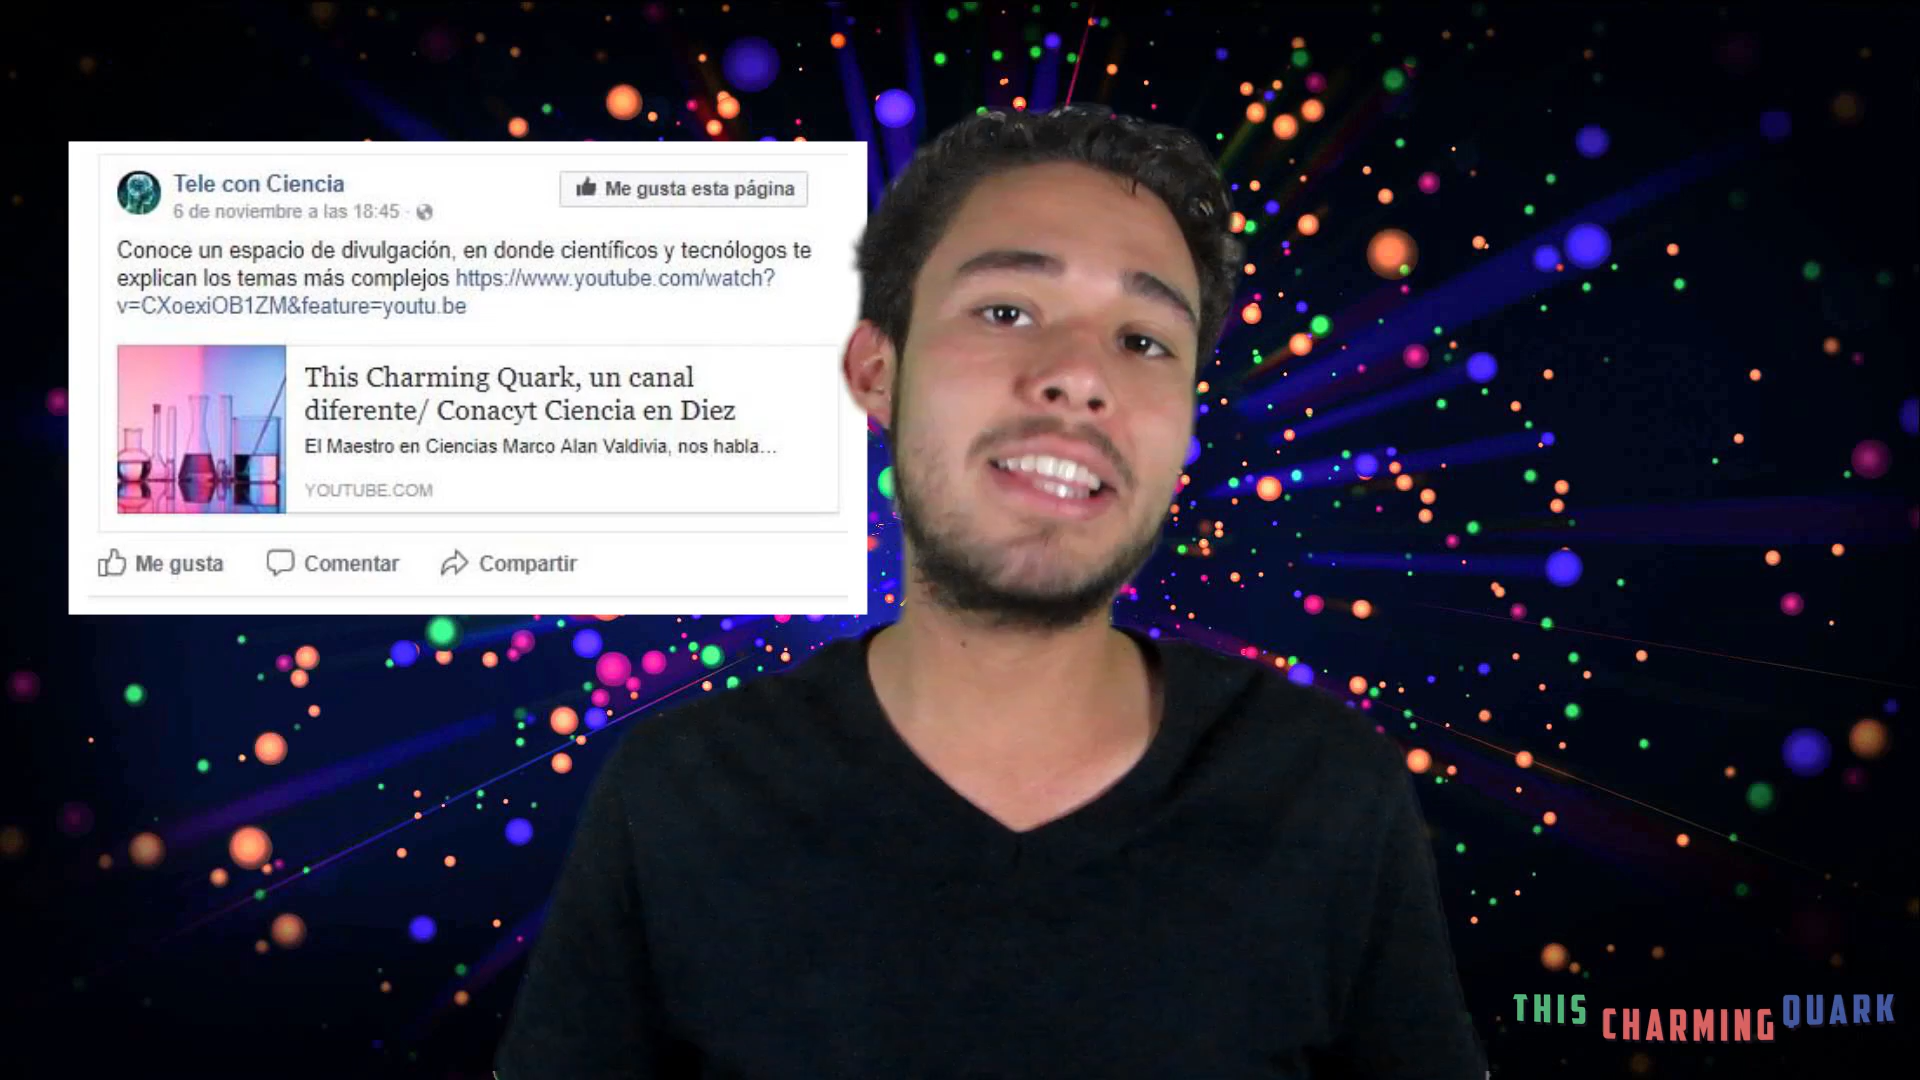 Tele con Ciencia
Me gusta esta página
6 de noviembre a las 18:45 ·
Conoce un espacio de divulgación, en donde científicos y tecnólogos te
explican los temas más complejos https://www.youtube.com/watch?
v=CXoexiOB1ZM&feature=youtu.be
This Charming Quark, un canal
diferente/ Conacyt Ciencia en Diez
El Maestro en Ciencias Marco Alan Valdivia, nos habla...
YOUTUBE.COM
Me gusta Comentar Compartir
THIS CHARMING QUARK